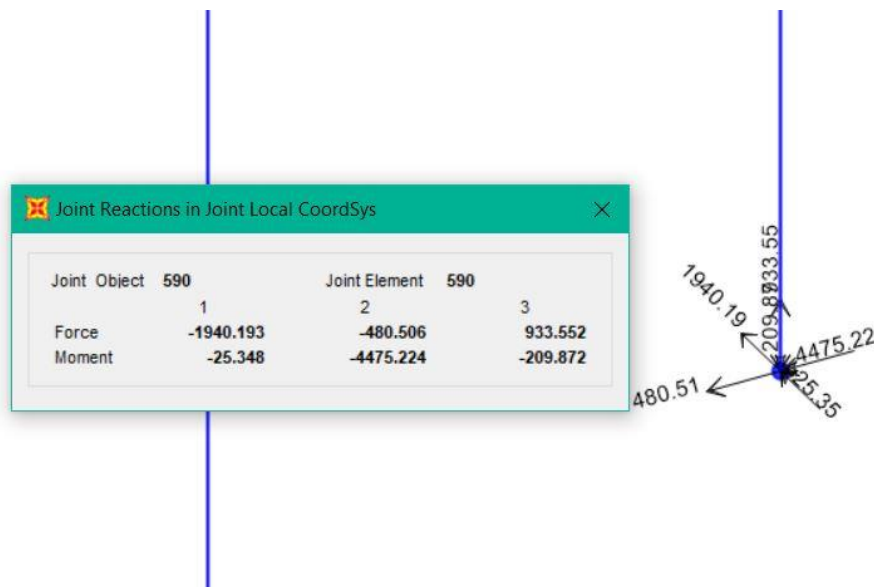 Joint Reactions in Joint Local CoordSys
Joint Object 590 Joint Element 590
1 2 3
Force -1940.193 -480.506 933.552
Moment -25.348 -4475.224 -209.872
933.55
209.87
1940.19
4475.22
25.35
480.51